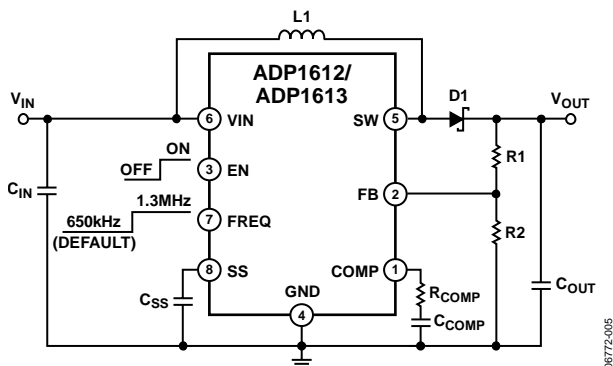 L1
ADP1612/
ADP1613
VIN
VOUT
D1
6 VIN
SW 5
ON
OFF
3 EN
R1
CIN
FB 2
1.3MHz
650kHz
(DEFAULT)
7 FREQ
R2
8 SS
COMP 1
CSS
GND
4
RCOMP
CCOMP
COUT
06772-005